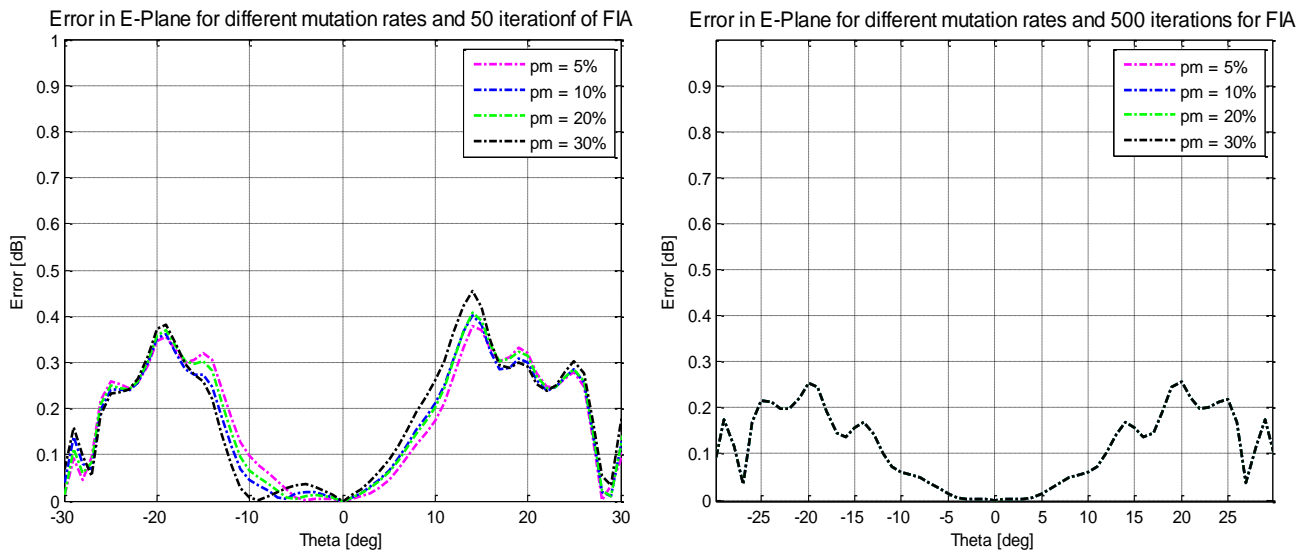 Error in E-Plane for different mutation rates and 50 iterationf of FIA
1
0.9
0.8
0.7
0.6
0.5
0.4
0.3
0.2
0.1
0
Error [dB]
-30 -20 -10 0 10 20 30
Theta [deg]
pm = 5%
pm = 10%
pm = 20%
pm = 30%
Error in E-Plane for different mutation rates and 500 iterations for FIA
0.9
0.8
0.7
0.6
0.5
0.4
0.3
0.2
0.1
0
Error [dB]
-25 -20 -15 -10 -5 0 5 10 15 20 25
Theta [deg]
pm = 5%
pm = 10%
pm = 20%
pm = 30%